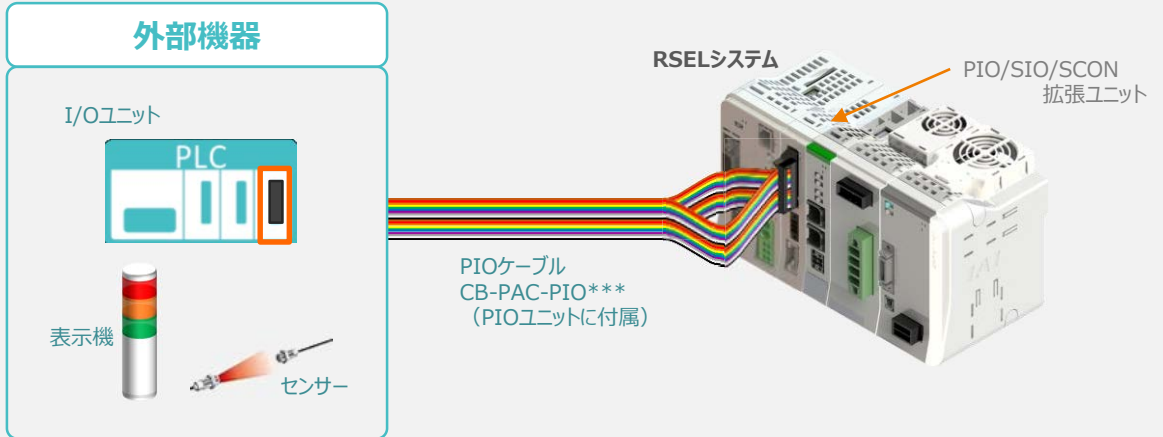 外部機器
I/Oユニット
PLC
表示機
センサー
PIOケーブル
CB-PAC-PIO***
（PIOユニットに付属）
RSELシステム
PIO/SIO/SCON
拡張ユニット